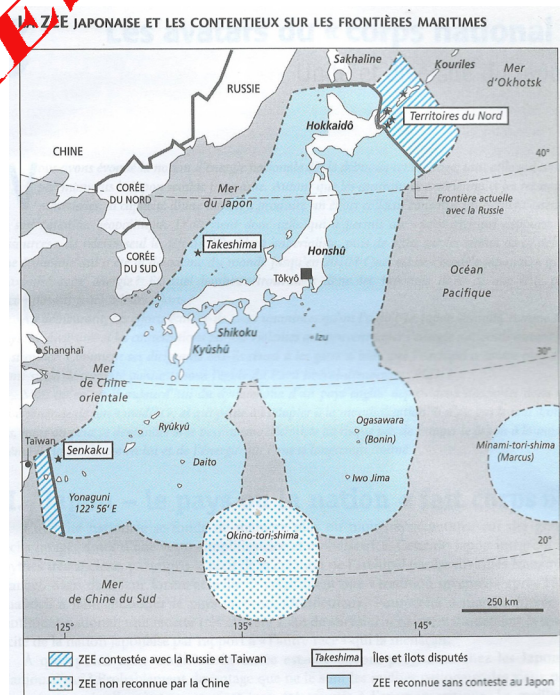 LA ZEE JAPONAISE ET LES CONTENTIEUX SUR LES FRONTIÈRES MARITIMES
Sakhaline
Kouriles
Mer
d'Okhotsk
RUSSIE
Territoires du Nord
Hokkaidô
CHINE
40°
CORÉE
DU NORD
Mer
du Japon
Frontière actuelle
avec la Russie
Takeshima
Honshû
CORÉE
DU SUD
Tôkyô
Océan
Pacifique
Shikoku
Kyûshû
Izu
Shanghaï
30°
Mer
de Chine
orientale
Ryûkyû
Ogasawara
(Bonin)
Taïwan
Senkaku
Minami-tori-shima
(Marcus)
Daito
Iwo Jima
Yonaguni
122° 56' E
Okino-tori-shima
20°
Mer
de Chine du Sud
250 km
125°
135°
145°
ZEE contestée avec la Russie et Taiwan
Takeshima
Îles et îlots disputés
ZEE non reconnue par la Chine
ZEE reconnue sans conteste au Japon